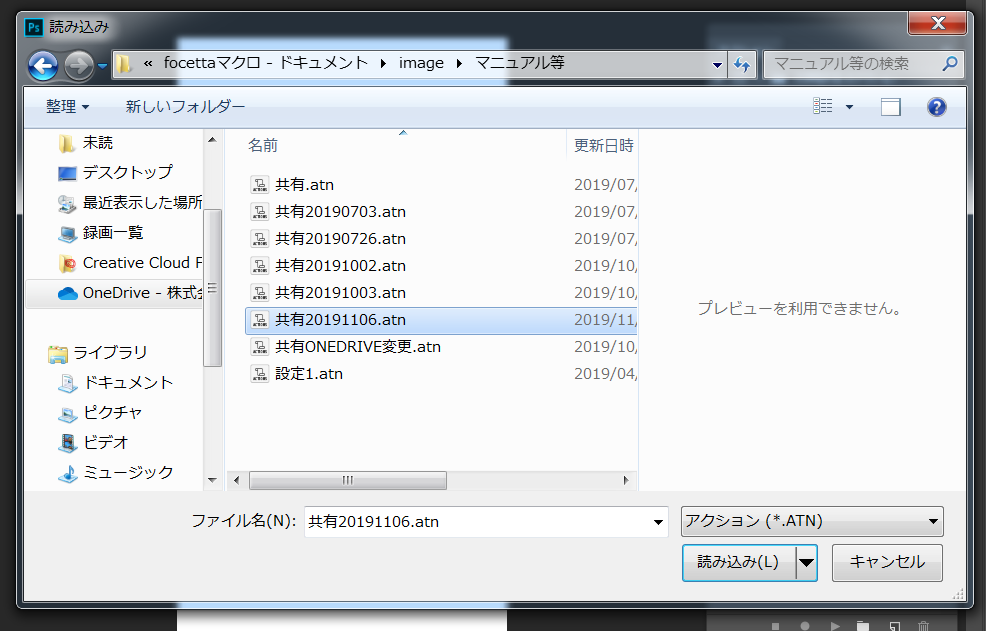 Ps 読み込み
« focettaマクロ - ドキュメント image マニュアル等 マニュアル等の検索
整理 新しいフォルダー
未読
デスクトップ
最近表示した場所
録画一覧
Creative Cloud F
OneDrive - 株式会
ライブラリ
ドキュメント
ピクチャ
ビデオ
ミュージック
名前 更新日時
共有.atn 2019/07/
共有20190703.atn 2019/07/
共有20190726.atn 2019/07/
共有20191002.atn 2019/10/
共有20191003.atn 2019/10/
共有20191106.atn 2019/11/
共有ONEDRIVE変更.atn 2019/10/
設定1.atn 2019/04/
プレビューを利用できません。
ファイル名(N): 共有20191106.atn アクション (*.ATN)
読み込み(L) キャンセル